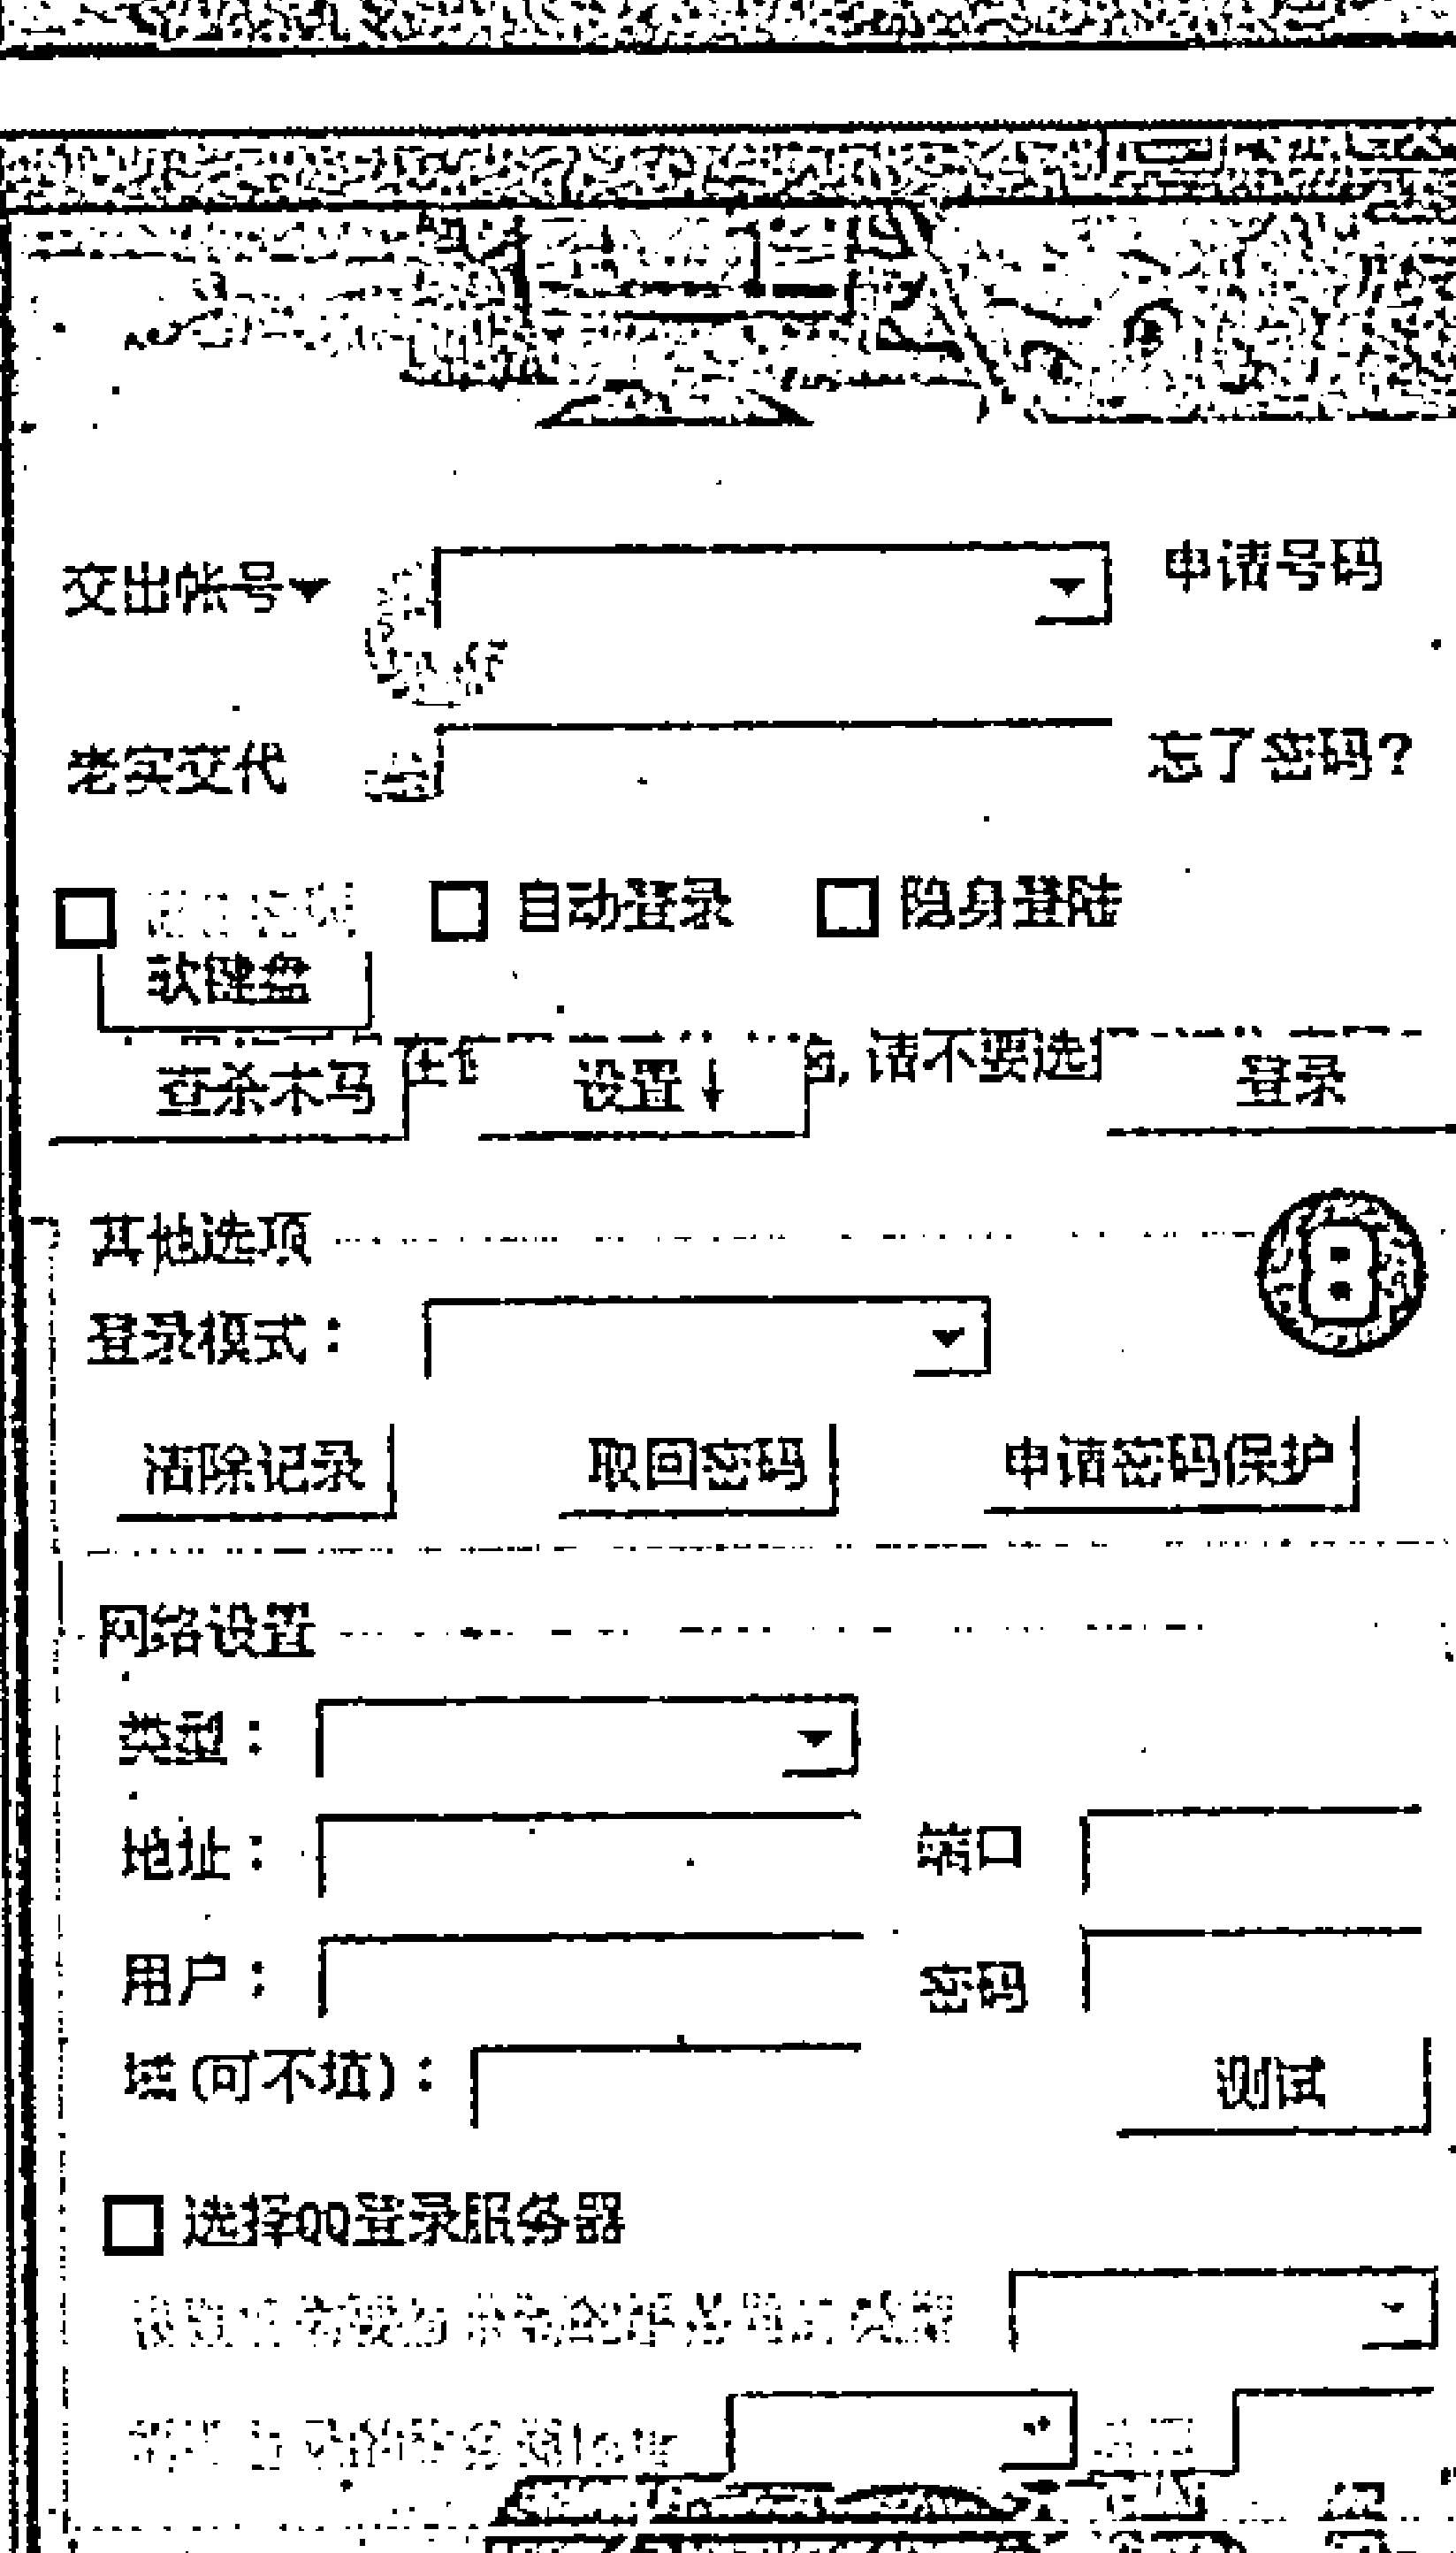 交出帐号 申请号码
老实交代 忘了密码?
自动登录 隐身登陆
软键盘
, 请不要选
查杀木马 设置↓ 登录
其他选项
登录模式：
清除记录 取回密码 申请密码保护
网络设置
类型：
地址： 端口
用户： 密码
域(可不填)： 测试
选择QQ登录服务器